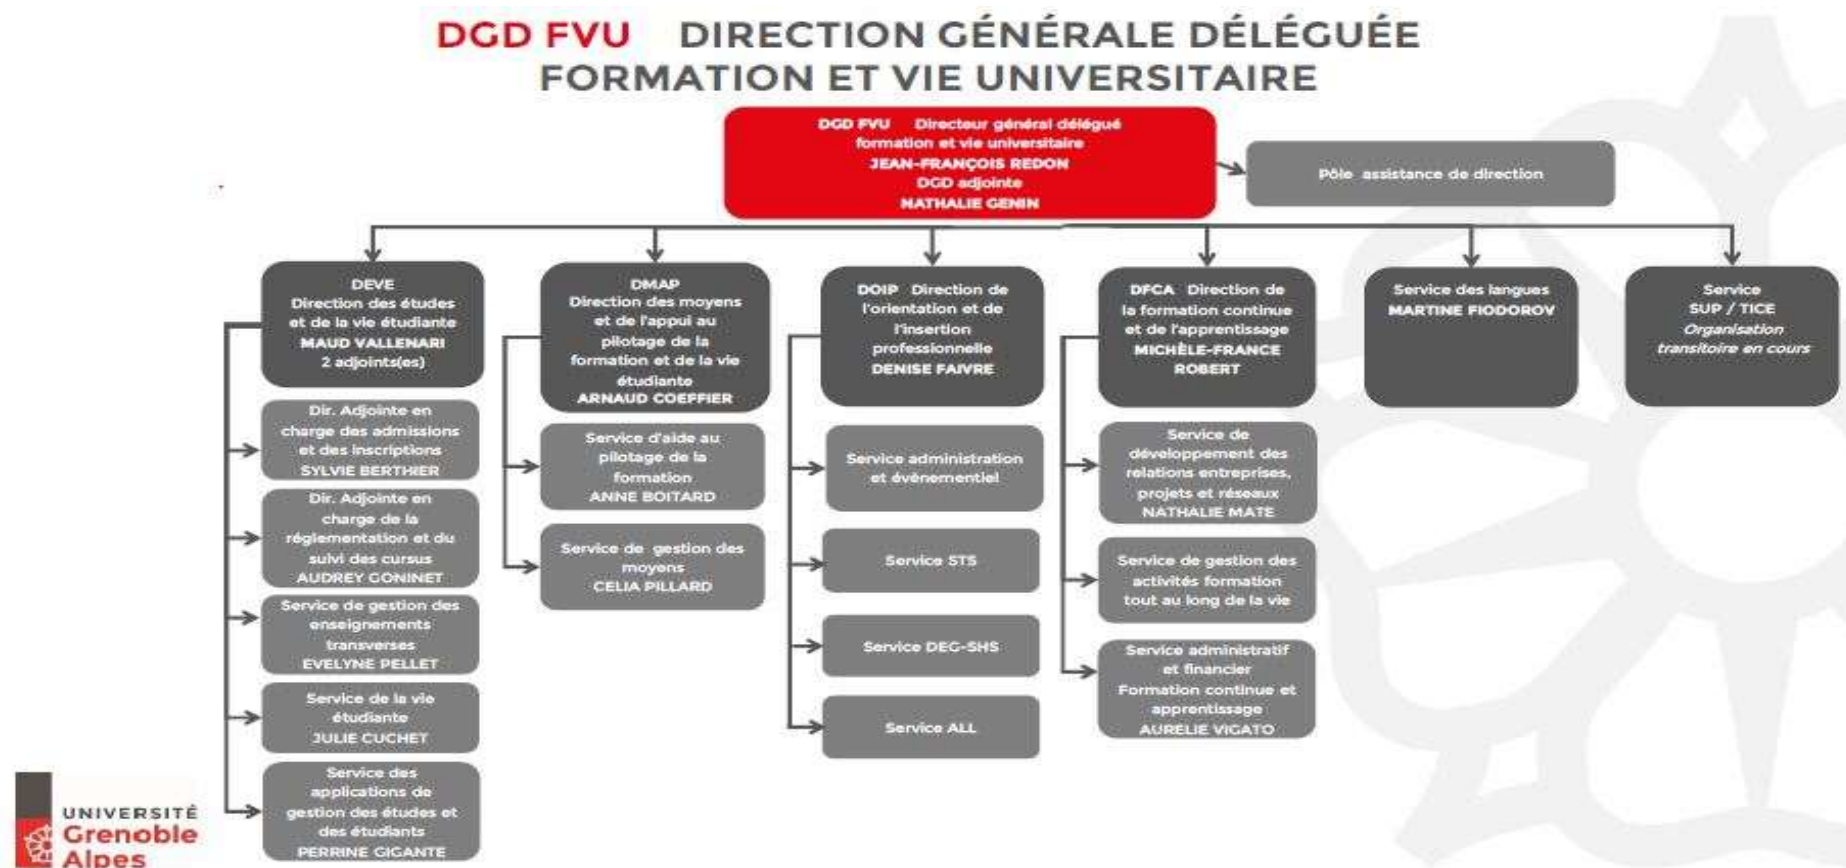 DGD FVU DIRECTION GÉNÉRALE DÉLÉGUÉE
FORMATION ET VIE UNIVERSITAIRE
DGD FVU Directeur général délégué
formation et vie universitaire
JEAN-FRANÇOIS REDON
DGD adjointe
NATHALIE GENIN
Pôle assistance de direction
DEVE
Direction des études
et de la vie étudiante
MAUD VALLENARI
2 adjoints(es)
Dir. Adjointe en
charge des admissions
et des inscriptions
SYLVIE BERTHIER
Dir. Adjointe en
charge de la
réglementation et du
suivi des cursus
AUDREY GONINET
Service de gestion des
enseignements
transverses
EVELYNE PELLET
Service de la vie
étudiante
JULIE CUCHET
Service des
applications de
gestion des études et
des étudiants
PERRINE GIGANTE
DMAP
Direction des moyens
et de l'appui au
pilotage de la
formation et de la vie
étudiante
ARNAUD COEFFIER
Service d'aide au
pilotage de la
formation
ANNE BOITARD
Service de gestion des
moyens
CELIA PILLARD
DOIP Direction de
l'orientation et de
l'insertion
professionnelle
DENISE FAIVRE
Service administration
et évènementiel
Service STS
Service DEG-SHS
Service ALL
DFCA Direction de
la formation continue
et de l'apprentissage
MICHÈLE-FRANCE
ROBERT
Service de
développement des
relations entreprises,
projets et réseaux
NATHALIE MATE
Service de gestion des
activités formation
tout au long de la vie
Service administratif
et financier
Formation continue et
apprentissage
AURELIE VIGATO
Service des langues
MARTINE FIODOROV
Service
SUP / TICE
Organisation
transitoire en cours
UNIVERSITÉ
Grenoble
Alpes